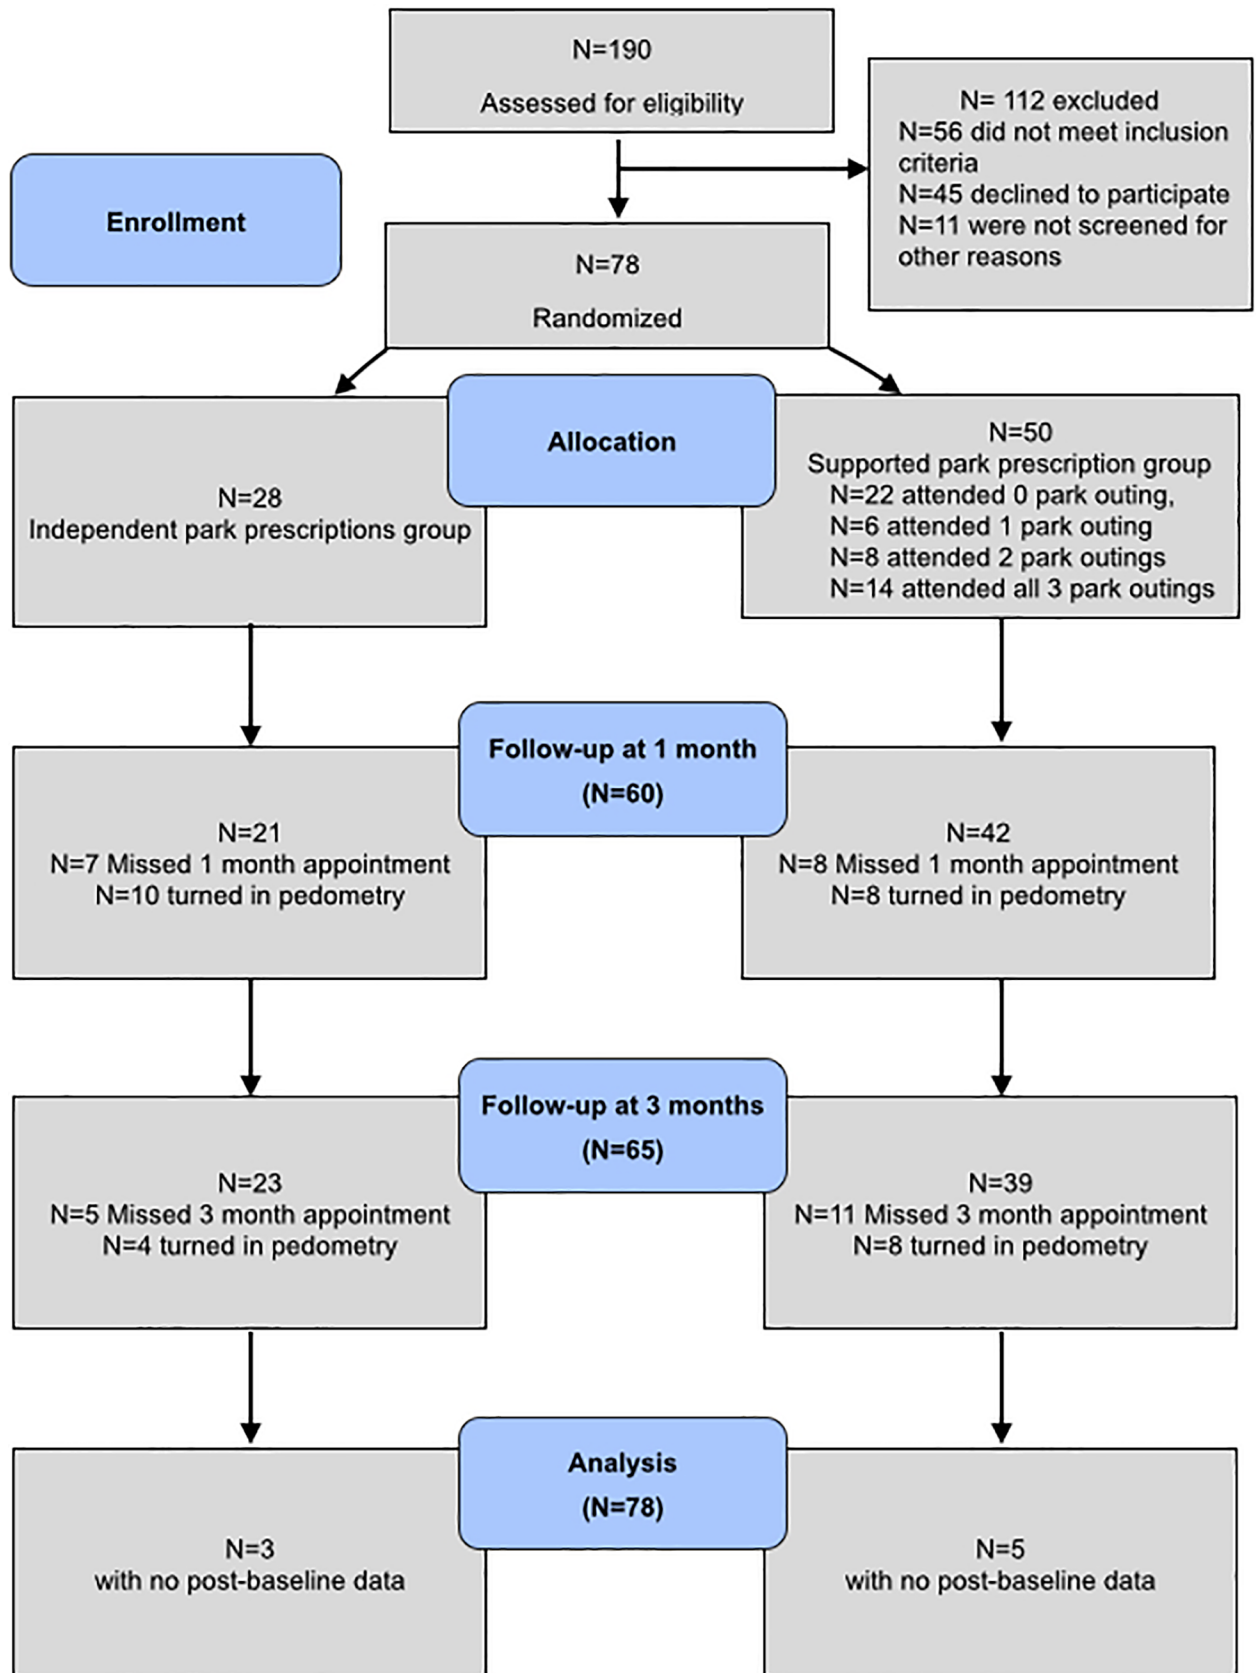 N=190
Assessed for eligibility
N= 112 excluded
N=56 did not meet inclusion
criteria
N=45 declined to participate
N=11 were not screened for
other reasons
Enrollment
N=78
Randomized
Allocation
N=28
Independent park prescriptions group
N=50
Supported park prescription group
N=22 attended 0 park outing,
N=6 attended 1 park outing
N=8 attended 2 park outings
N=14 attended all 3 park outings
Follow-up at 1 month
(N=60)
N=21
N=7 Missed 1 month appointment
N=10 turned in pedometry
N=42
N=8 Missed 1 month appointment
N=8 turned in pedometry
Follow-up at 3 months
(N=65)
N=23
N=5 Missed 3 month appointment
N=4 turned in pedometry
N=39
N=11 Missed 3 month appointment
N=8 turned in pedometry
Analysis
(N=78)
N=3
with no post-baseline data
N=5
with no post-baseline data